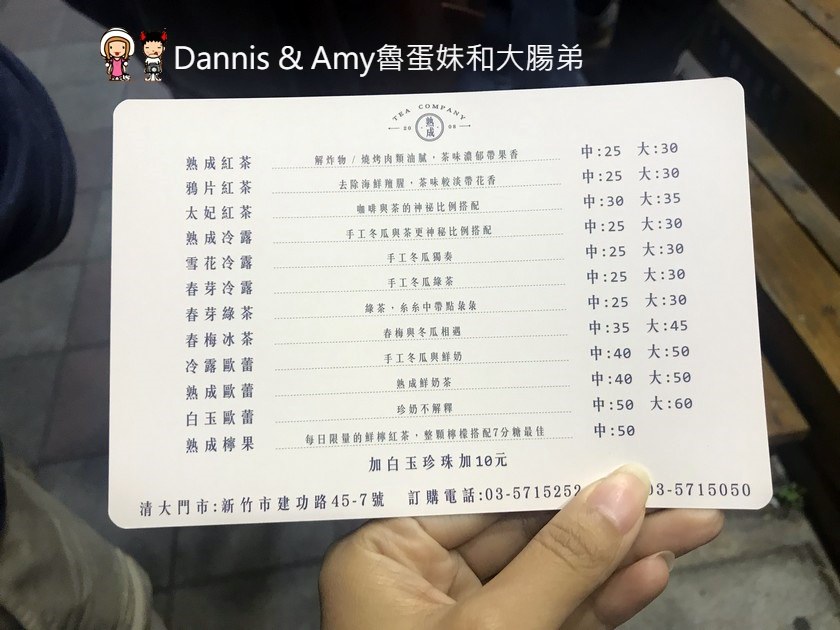 Dannis & Amy魯蛋妹和大腸弟
TEA COMPANY
熟成
2008
熟成紅茶 解炸物 / 燒烤肉類油膩，茶味濃郁帶果香 中:25 大:30
鴉片紅茶 去除海鮮羶腥，茶味較淡帶花香 中:25 大:30
太妃紅茶 咖啡與茶的神祕比例搭配 中:30 大:35
熟成冷露 手工冬瓜與茶更神秘比例搭配 中:25 大:30
雪花冷露 手工冬瓜獨奏 中:25 大:30
春芽冷露 手工冬瓜綠茶 中:25 大:30
春芽綠茶 綠茶，糸糸中帶點彔彔 中:25 大:30
春梅冰茶 春梅與冬瓜相遇 中:35 大:45
冷露歐蕾 手工冬瓜與鮮奶 中:40 大:50
熟成歐蕾 熟成鮮奶茶 中:40 大:50
白玉歐蕾 珍奶不解釋 中:50 大:60
熟成檸果 每日限量的鮮檸紅茶，整顆檸檬搭配7分糖最佳 中:50
加白玉珍珠加10元
清大門市:新竹市建功路45-7號 訂購電話:03-5715252 03-5715050